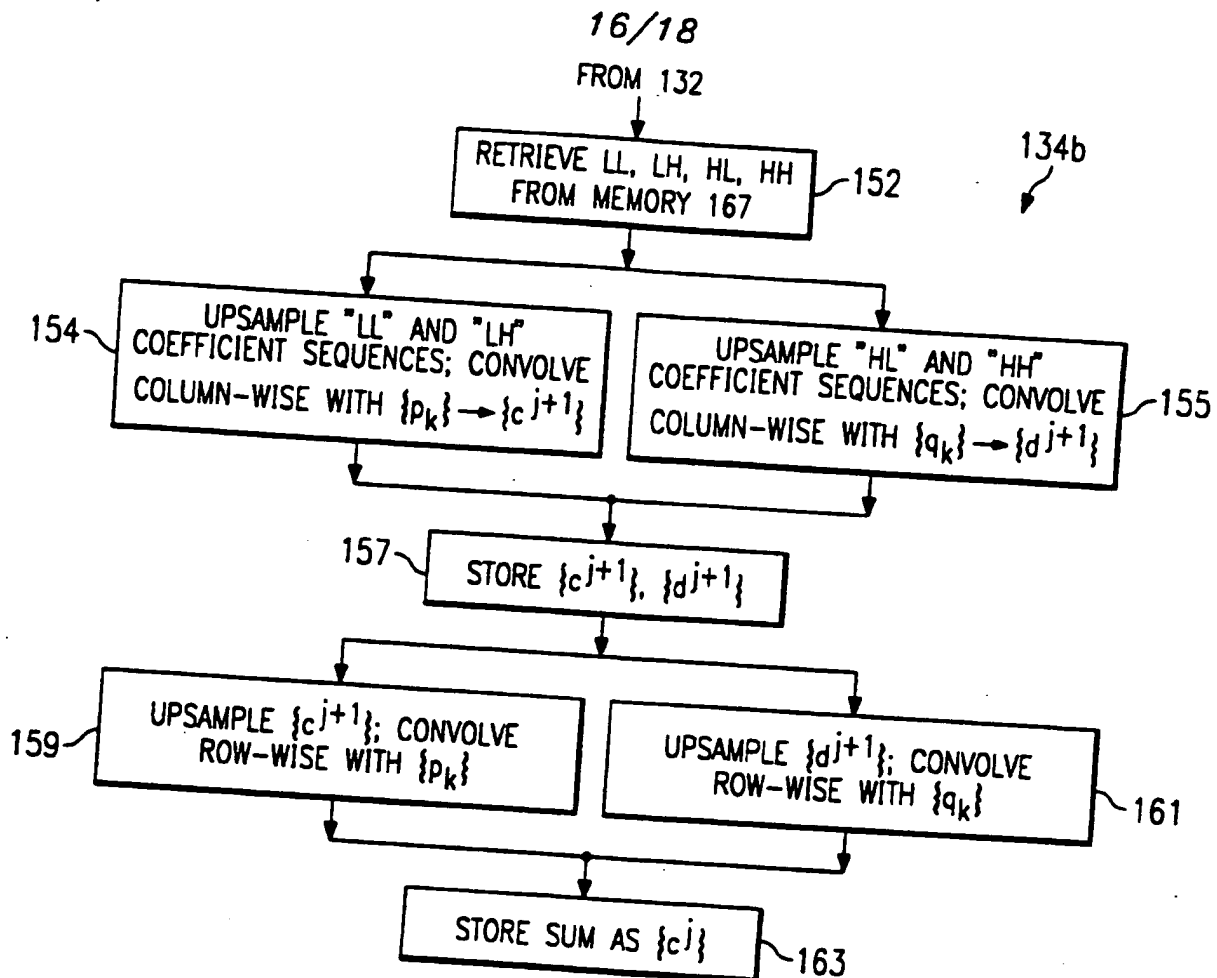 16/18
FROM 132
134b
RETRIEVE LL, LH, HL, HH
FROM MEMORY 167
152
154
UPSAMPLE "LL" AND "LH"
COEFFICIENT SEQUENCES; CONVOLVE
COLUMN-WISE WITH {p_k} → {c^{j+1}}
UPSAMPLE "HL" AND "HH"
COEFFICIENT SEQUENCES; CONVOLVE
COLUMN-WISE WITH {q_k} → {d^{j+1}}
155
157
STORE {c^{j+1}}, {d^{j+1}}
159
UPSAMPLE {c^{j+1}}; CONVOLVE
ROW-WISE WITH {p_k}
UPSAMPLE {d^{j+1}}; CONVOLVE
ROW-WISE WITH {q_k}
161
STORE SUM AS {c^j}
163